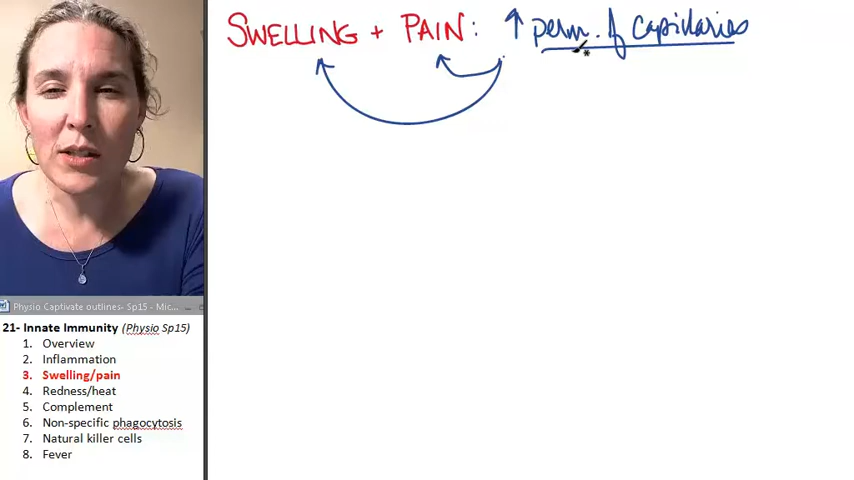 SWELLING + PAIN: ↑ perm. of Capillaries
Physio Captivate outlines- Sp15 - Mic...
21- Innate Immunity (Physio Sp15)
1. Overview
2. Inflammation
3. Swelling/pain
4. Redness/heat
5. Complement
6. Non-specific phagocytosis
7. Natural killer cells
8. Fever